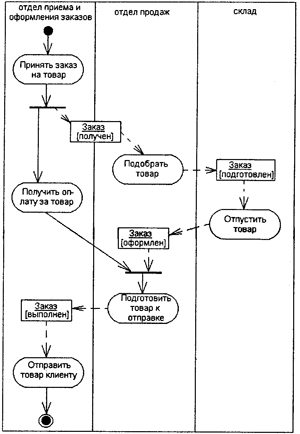 отдел приема и
оформления заказов
отдел продаж
склад
Принять заказ
на товар
Заказ
[получен]
Подобрать
товар
Заказ
[подготовлен]
Получить оп-
лату за товар
Отпустить
товар
Заказ
[оформлен]
Заказ
[выполнен]
Подготовить
товар к
отправке
Отправить
товар клиенту